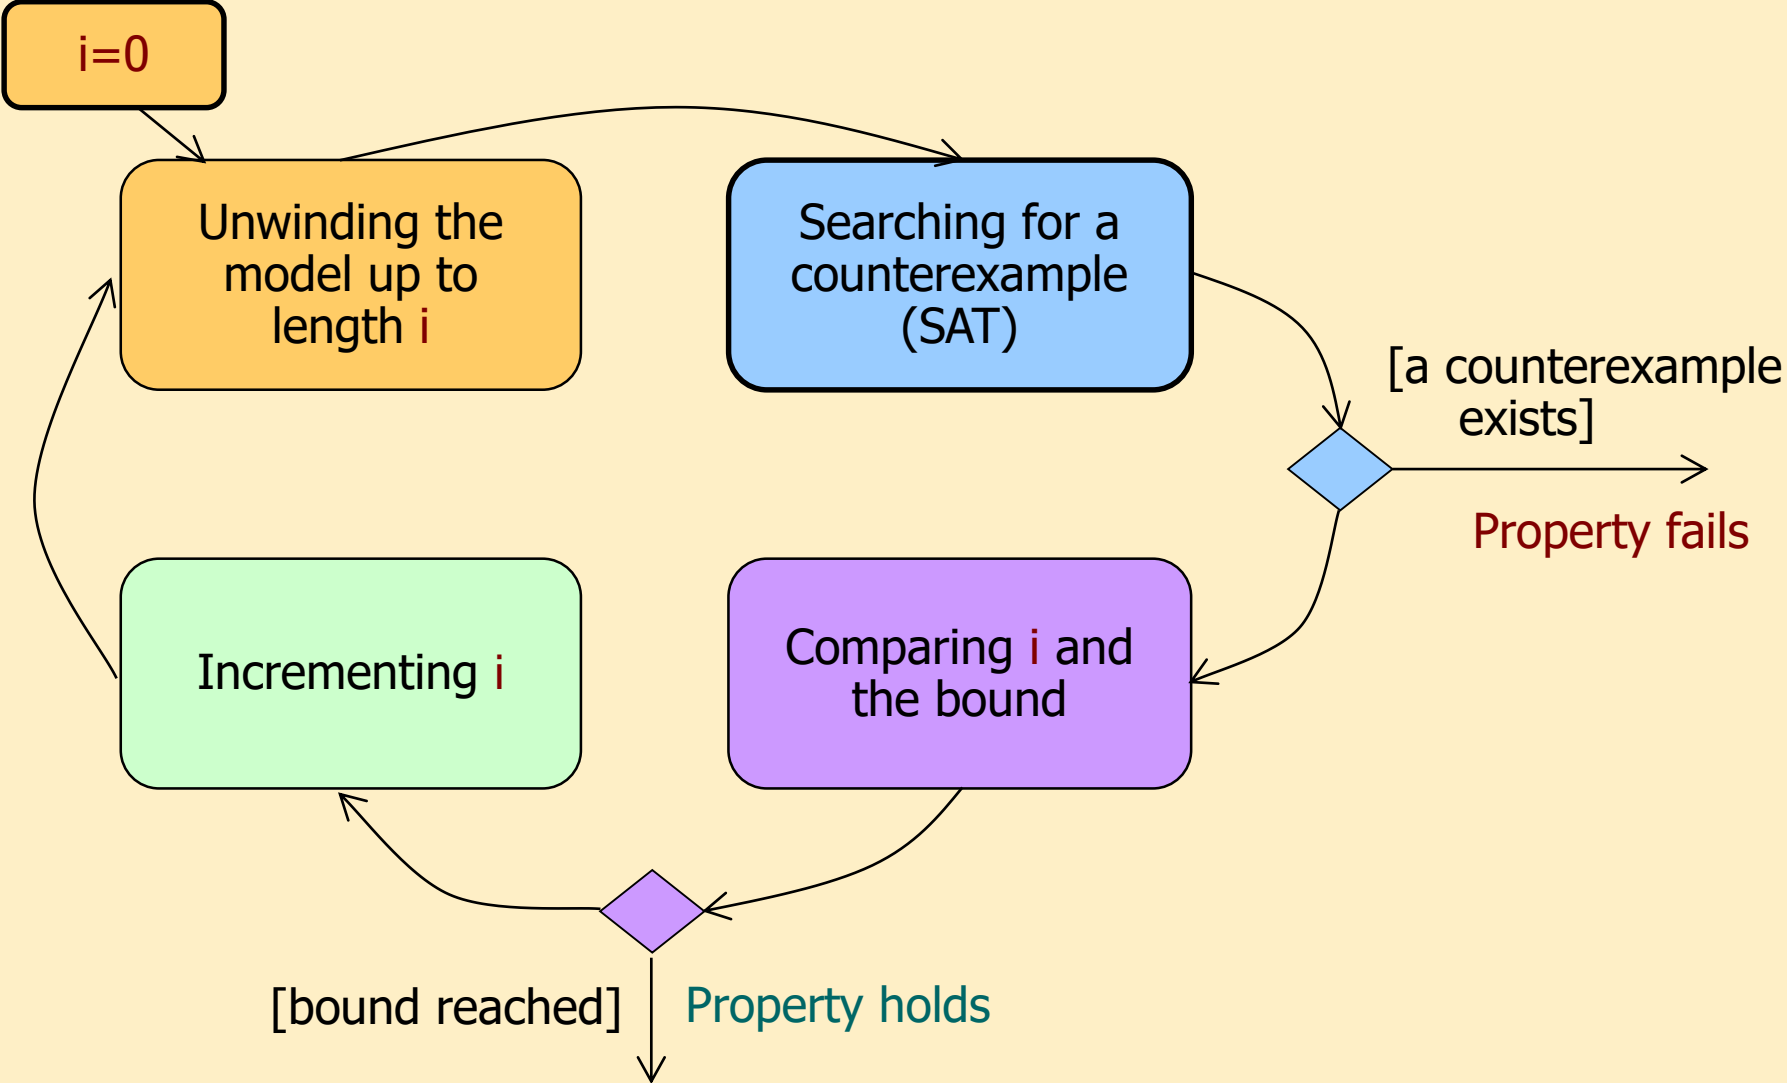 i=0
Unwinding the
model up to
length i
Searching for a
counterexample
(SAT)
[a counterexample
exists]
Property fails
Incrementing i
Comparing i and
the bound
[bound reached]
Property holds